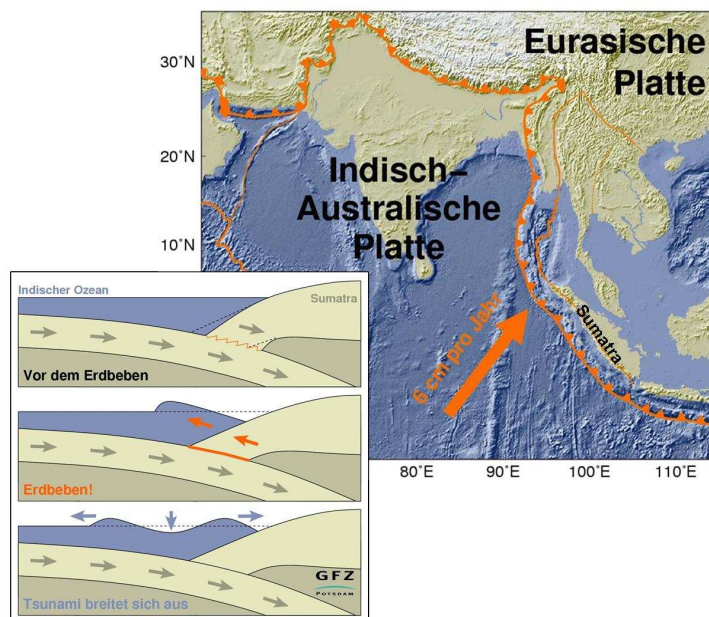 Eurasische
Platte
30°N
20°N
10°N
Indisch-
Australische
Platte
6 cm pro Jahr
Sumatra
80°E
90°E
100°E
110°E
Indischer Ozean
Sumatra
Vor dem Erdbeben
Erdbeben!
GFZ
POTSDAM
Tsunami breitet sich aus